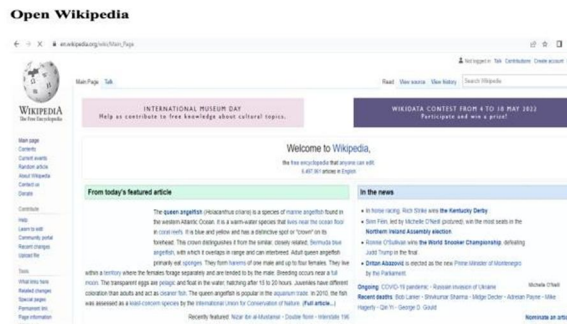 Open Wikipedia
en.wikipedia.org/wiki/Main_Page
Not logged in Talk Contributions Create account
Main Page Talk
Read View source View history Search Wikipedia
WIKIPEDIA
The Free Encyclopedia
INTERNATIONAL MUSEUM DAY
Help us contribute to free knowledge about cultural topics.
WIKIDATA CONTEST FROM 4 TO 18 MAY 2022
Participate and win a prize!
Main page
Contents
Current events
Random article
About Wikipedia
Contact us
Donate
Contribute
Help
Learn to edit
Community portal
Recent changes
Upload file
Tools
What links here
Related changes
Special pages
Permanent link
Page information
Welcome to Wikipedia,
the free encyclopedia that anyone can edit.
articles in English
From today's featured article
The queen angelfish (Holacanthus ciliaris) is a species of marine angelfish found in
the western Atlantic Ocean. It is a warm-water species that lives near the ocean floor
in coral reefs. It is blue and yellow and has a distinctive spot or "crown" on its
forehead. This crown distinguishes it from the similar, closely related, Bermuda blue
angelfish, with which it overlaps in range and can interbreed. Adult queen angelfish
primarily eat sponges. They form harems of one male and up to four females. They live
within a territory where the females forage separately and are tended to by the male. Breeding occurs near a full
moon. The transparent eggs are pelagic and float in the water, hatching after 15 to 20 hours. Juveniles have different
coloration than adults and act as cleaner fish. The queen angelfish is popular in the aquarium trade. In 2010, the fish
was assessed as a least-concern species by the International Union for Conservation of Nature. (Full article...)
Recently featured: Nizar ibn al-Mustansir · Double Fanucci · Interstate 196
In the news
• In horse racing, Rich Strike wins the Kentucky Derby.
• Sinn Féin, led by Michelle O'Neill (pictured), win the most seats in the
Northern Ireland Assembly election.
• Ronnie O'Sullivan wins the World Snooker Championship, defeating
Judd Trump in the final.
• Dritan Abazović is elected as the new Prime Minister of Montenegro
by the Parliament.
Michelle O'Neill
Ongoing: COVID-19 pandemic · Russian invasion of Ukraine
Recent deaths: Bob Lanier · Shivkumar Sharma · Midge Decter · Adreian Payne · Mike
Hagerty · Qin Yi · George D. Gould
Nominate an artic